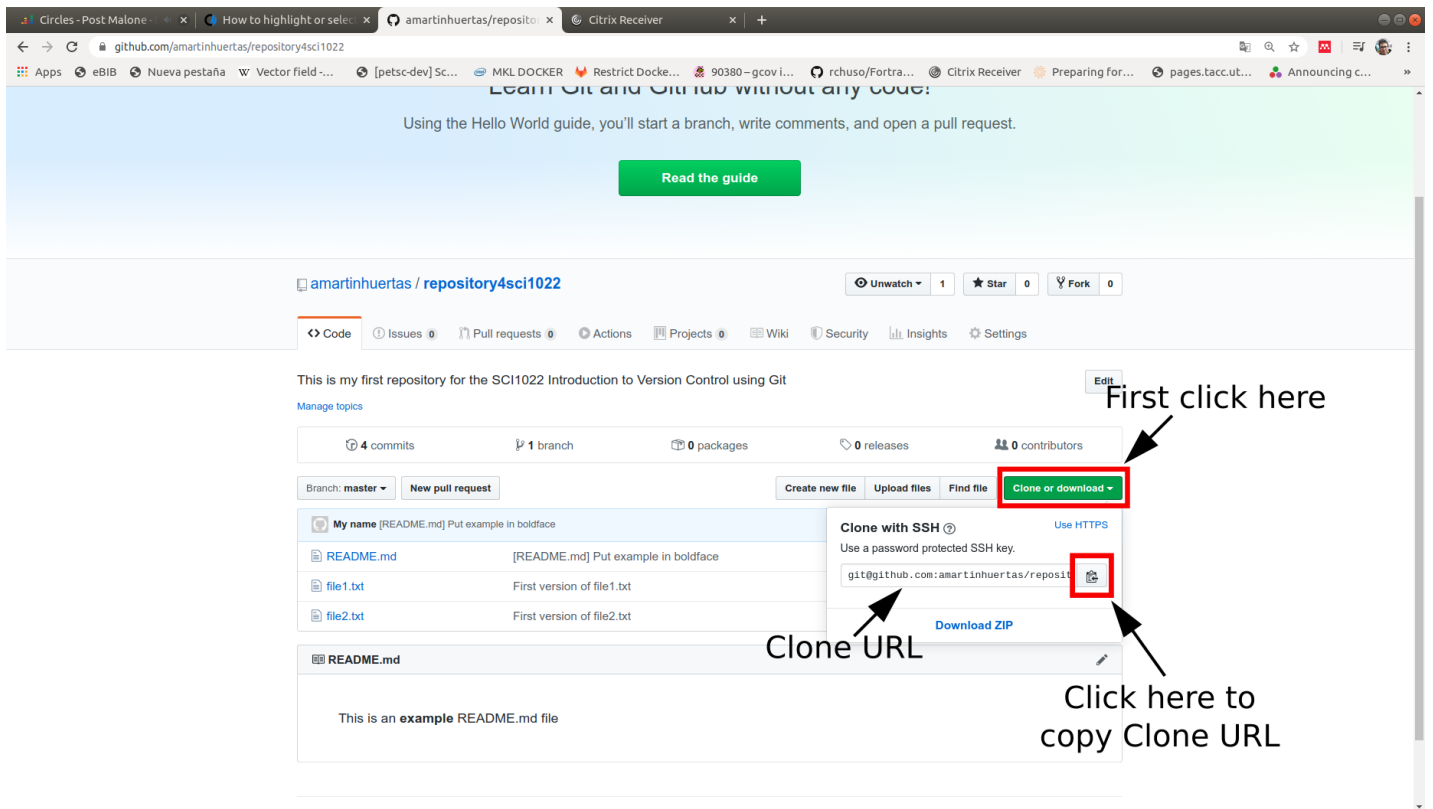 Circles - Post Malone -
How to highlight or selec
amartinhuertas/repositor
Citrix Receiver
github.com/amartinhuertas/repository4sci1022
Apps eBIB Nueva pestaña Vector field -... [petsc-dev] Sc... MKL DOCKER Restrict Docke... 90380 – gcov i... rchuso/Fortra... Citrix Receiver Preparing for... pages.tacc.ut... Announcing c... »
Learn Git and GitHub without any code!
Using the Hello World guide, you'll start a branch, write comments, and open a pull request.
Read the guide
amartinhuertas / repository4sci1022
Unwatch 1 Star 0 Fork 0
Code Issues 0 Pull requests 0 Actions Projects 0 Wiki Security Insights Settings
This is my first repository for the SCI1022 Introduction to Version Control using Git
Edit
Manage topics
First click here
4 commits 1 branch 0 packages 0 releases 0 contributors
Branch: master New pull request Create new file Upload files Find file Clone or download
My name [README.md] Put example in boldface
README.md [README.md] Put example in boldface
file1.txt First version of file1.txt
file2.txt First version of file2.txt
Clone with SSH Use HTTPS
Use a password protected SSH key.
git@github.com:amartinhuertas/reposit
Download ZIP
Clone URL
README.md
Click here to
copy Clone URL
This is an example README.md file